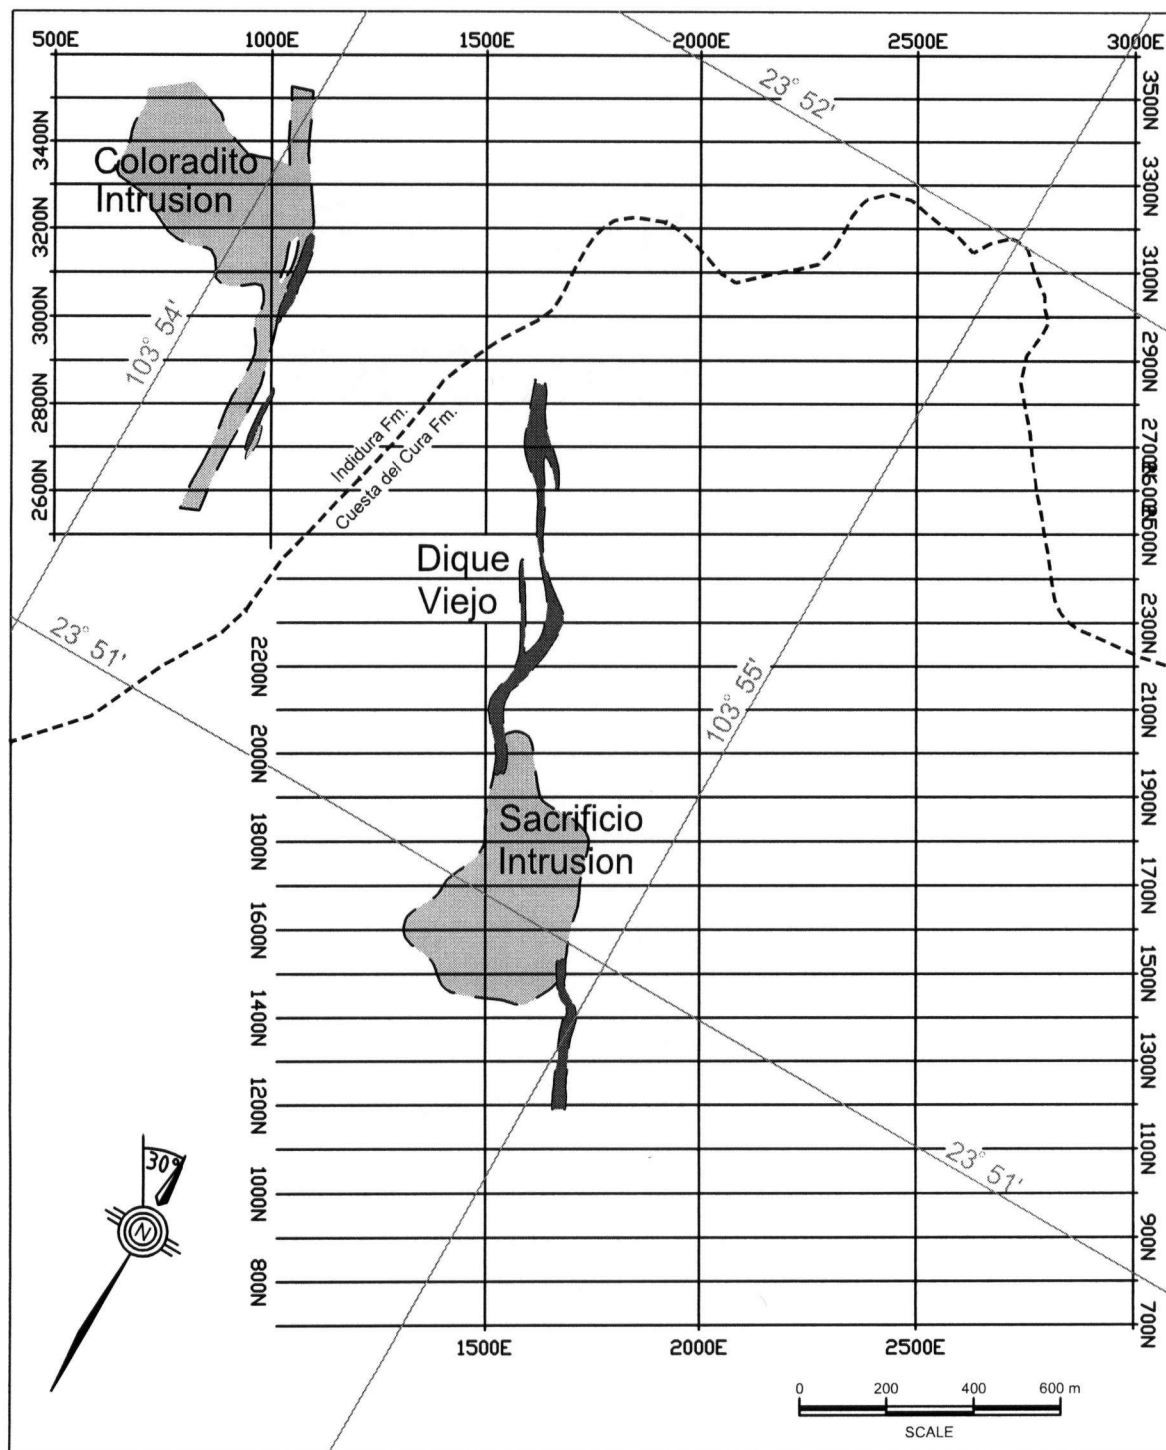 500E 1000E 1500E 2000E 2500E 3000E
23° 52'
3500N
3400N
3300N
Coloradito
Intrusion
3200N
3100N
3000N
103° 54'
2900N
2800N
Indidura Fm.
Cuesta del Cura Fm.
2700N
2600N
2600N
2500N
Dique
Viejo
23° 51'
2300N
2200N
103° 55'
2100N
2000N
1900N
Sacrificio
Intrusion
1800N
1700N
1600N
1500N
1400N
1300N
1200N
1100N
23° 51'
30°
N
1000N
900N
800N
700N
1500E 2000E 2500E
0 200 400 600 m
SCALE